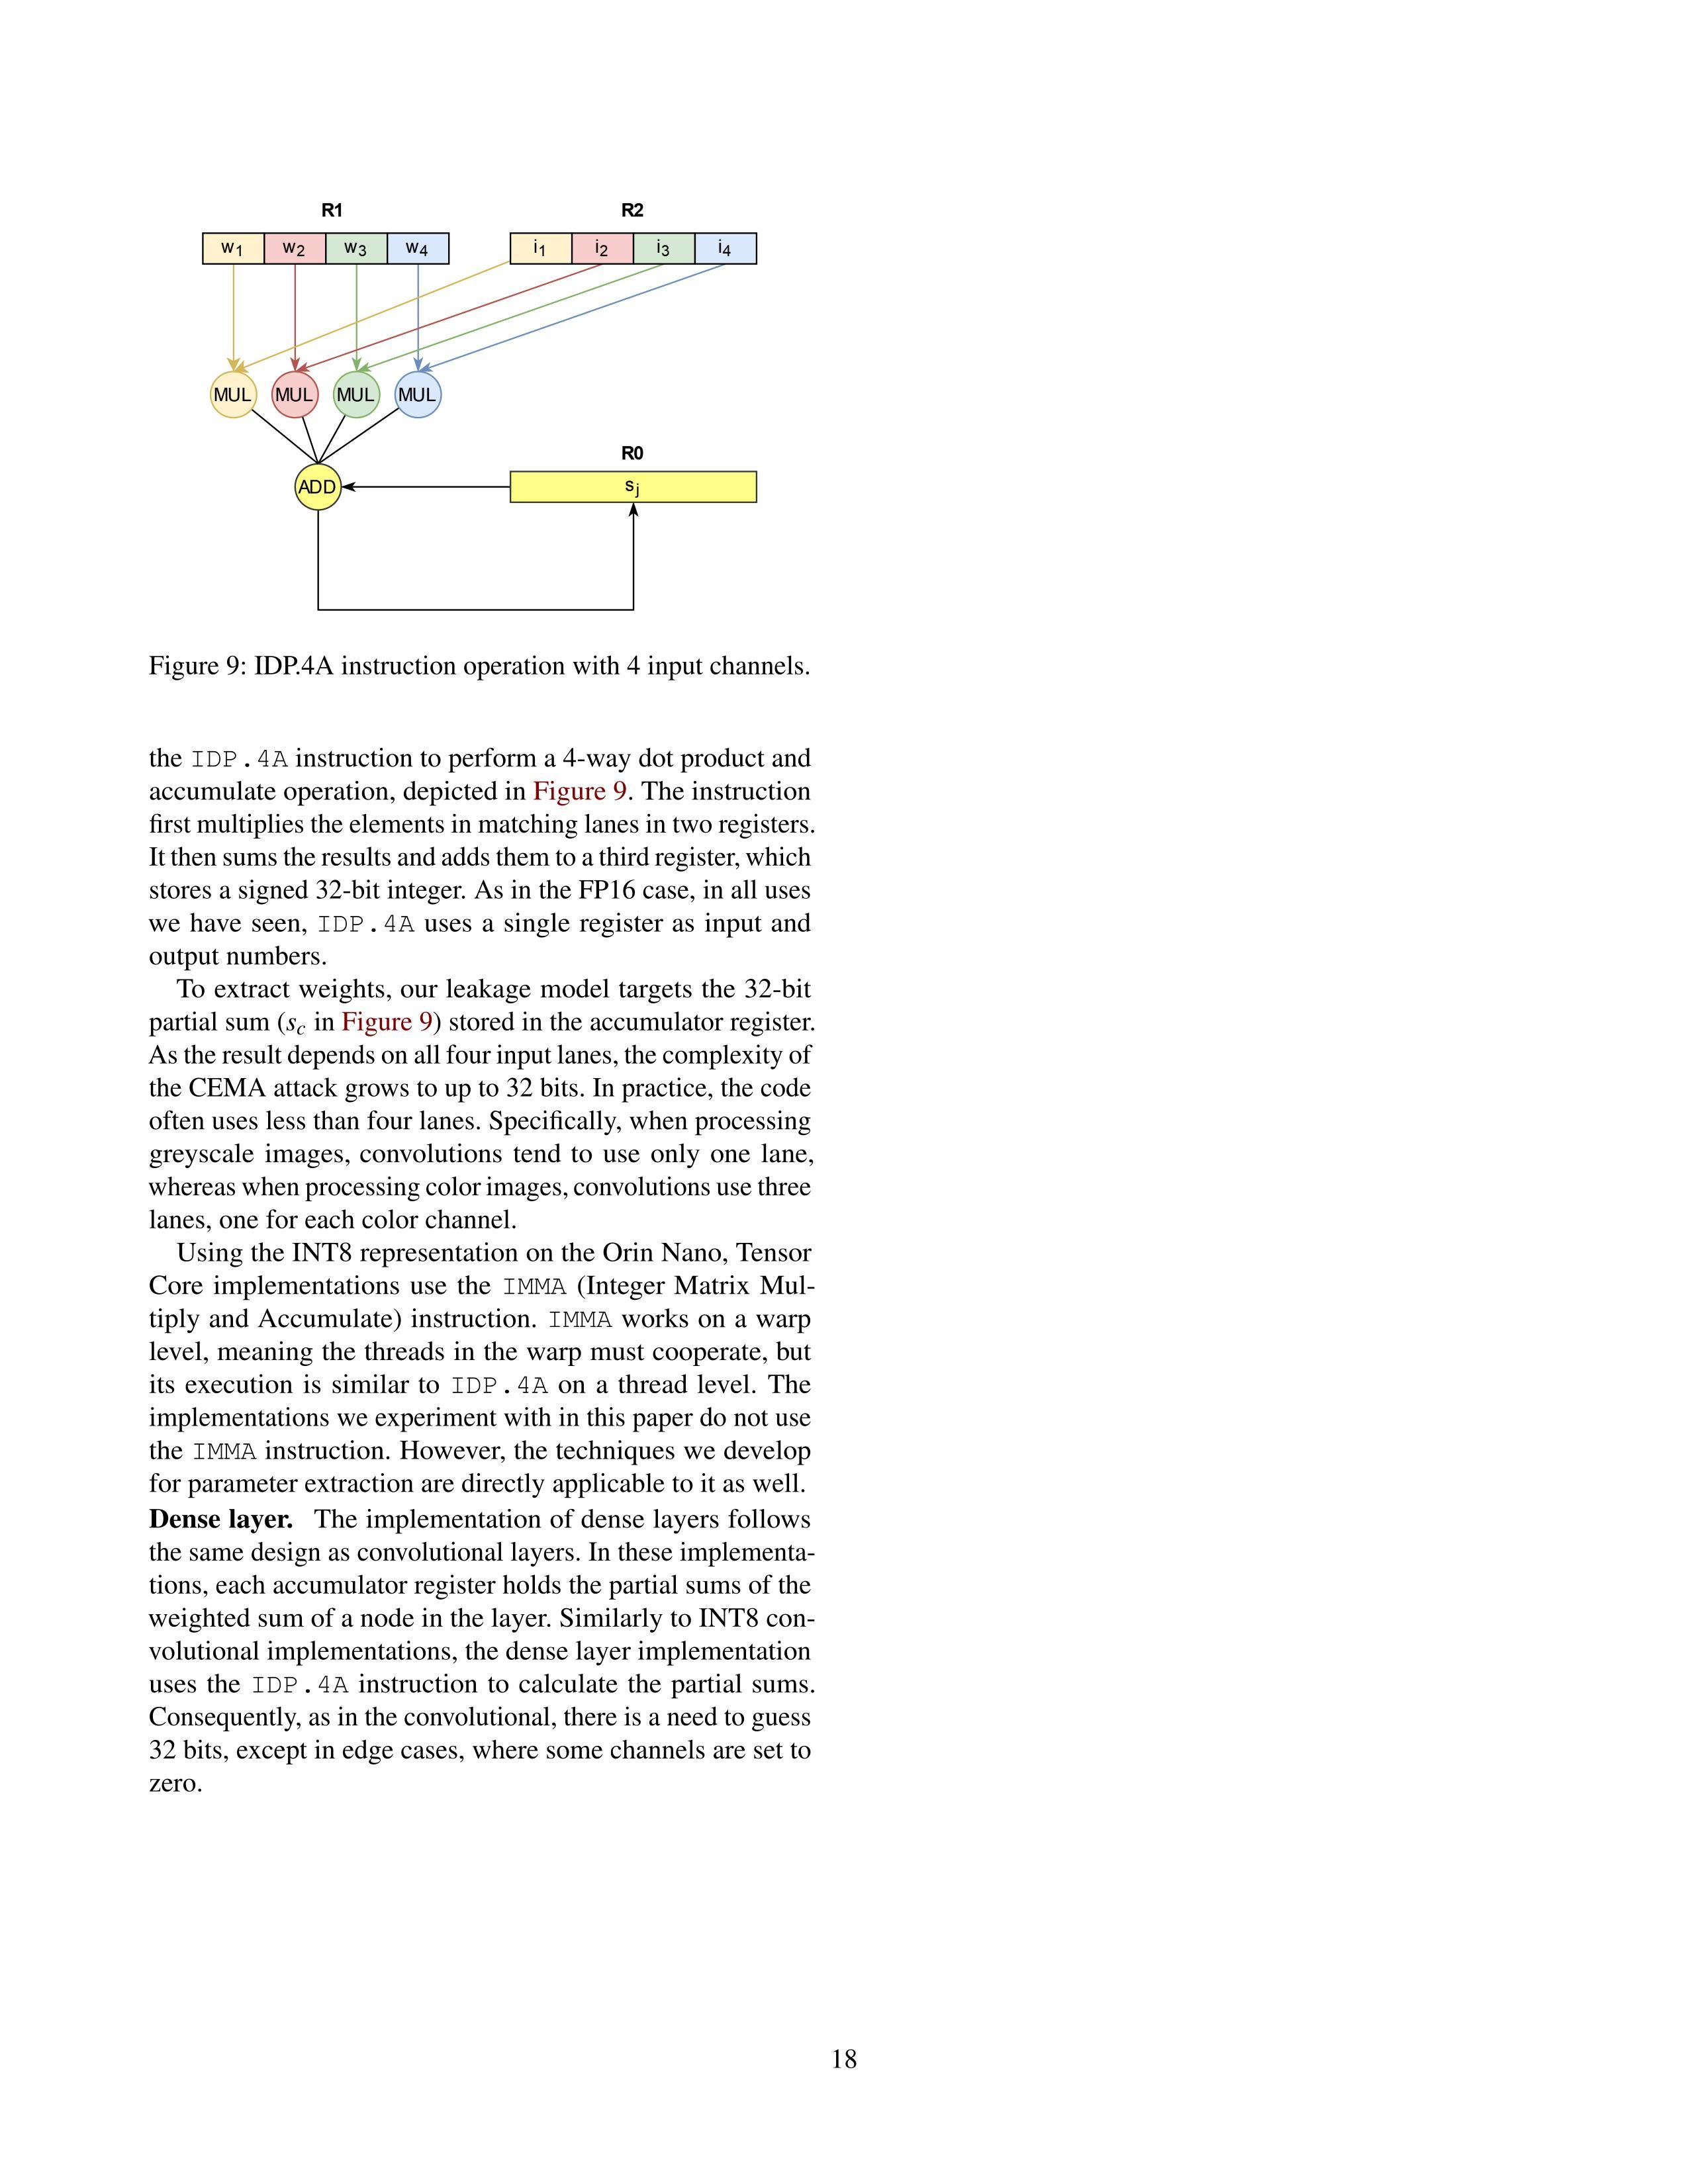 R1 R2
w1 w2 w3 w4 i1 i2 i3 i4
MUL MUL MUL MUL
R0
ADD sj
Figure 9: IDP.4A instruction operation with 4 input channels.
the IDP.4A instruction to perform a 4-way dot product and
accumulate operation, depicted in Figure 9. The instruction
first multiplies the elements in matching lanes in two registers.
It then sums the results and adds them to a third register, which
stores a signed 32-bit integer. As in the FP16 case, in all uses
we have seen, IDP.4A uses a single register as input and
output numbers.
To extract weights, our leakage model targets the 32-bit
partial sum (sc in Figure 9) stored in the accumulator register.
As the result depends on all four input lanes, the complexity of
the CEMA attack grows to up to 32 bits. In practice, the code
often uses less than four lanes. Specifically, when processing
greyscale images, convolutions tend to use only one lane,
whereas when processing color images, convolutions use three
lanes, one for each color channel.
Using the INT8 representation on the Orin Nano, Tensor
Core implementations use the IMMA (Integer Matrix Mul-
tiply and Accumulate) instruction. IMMA works on a warp
level, meaning the threads in the warp must cooperate, but
its execution is similar to IDP.4A on a thread level. The
implementations we experiment with in this paper do not use
the IMMA instruction. However, the techniques we develop
for parameter extraction are directly applicable to it as well.
Dense layer. The implementation of dense layers follows
the same design as convolutional layers. In these implementa-
tions, each accumulator register holds the partial sums of the
weighted sum of a node in the layer. Similarly to INT8 con-
volutional implementations, the dense layer implementation
uses the IDP.4A instruction to calculate the partial sums.
Consequently, as in the convolutional, there is a need to guess
32 bits, except in edge cases, where some channels are set to
zero.
18